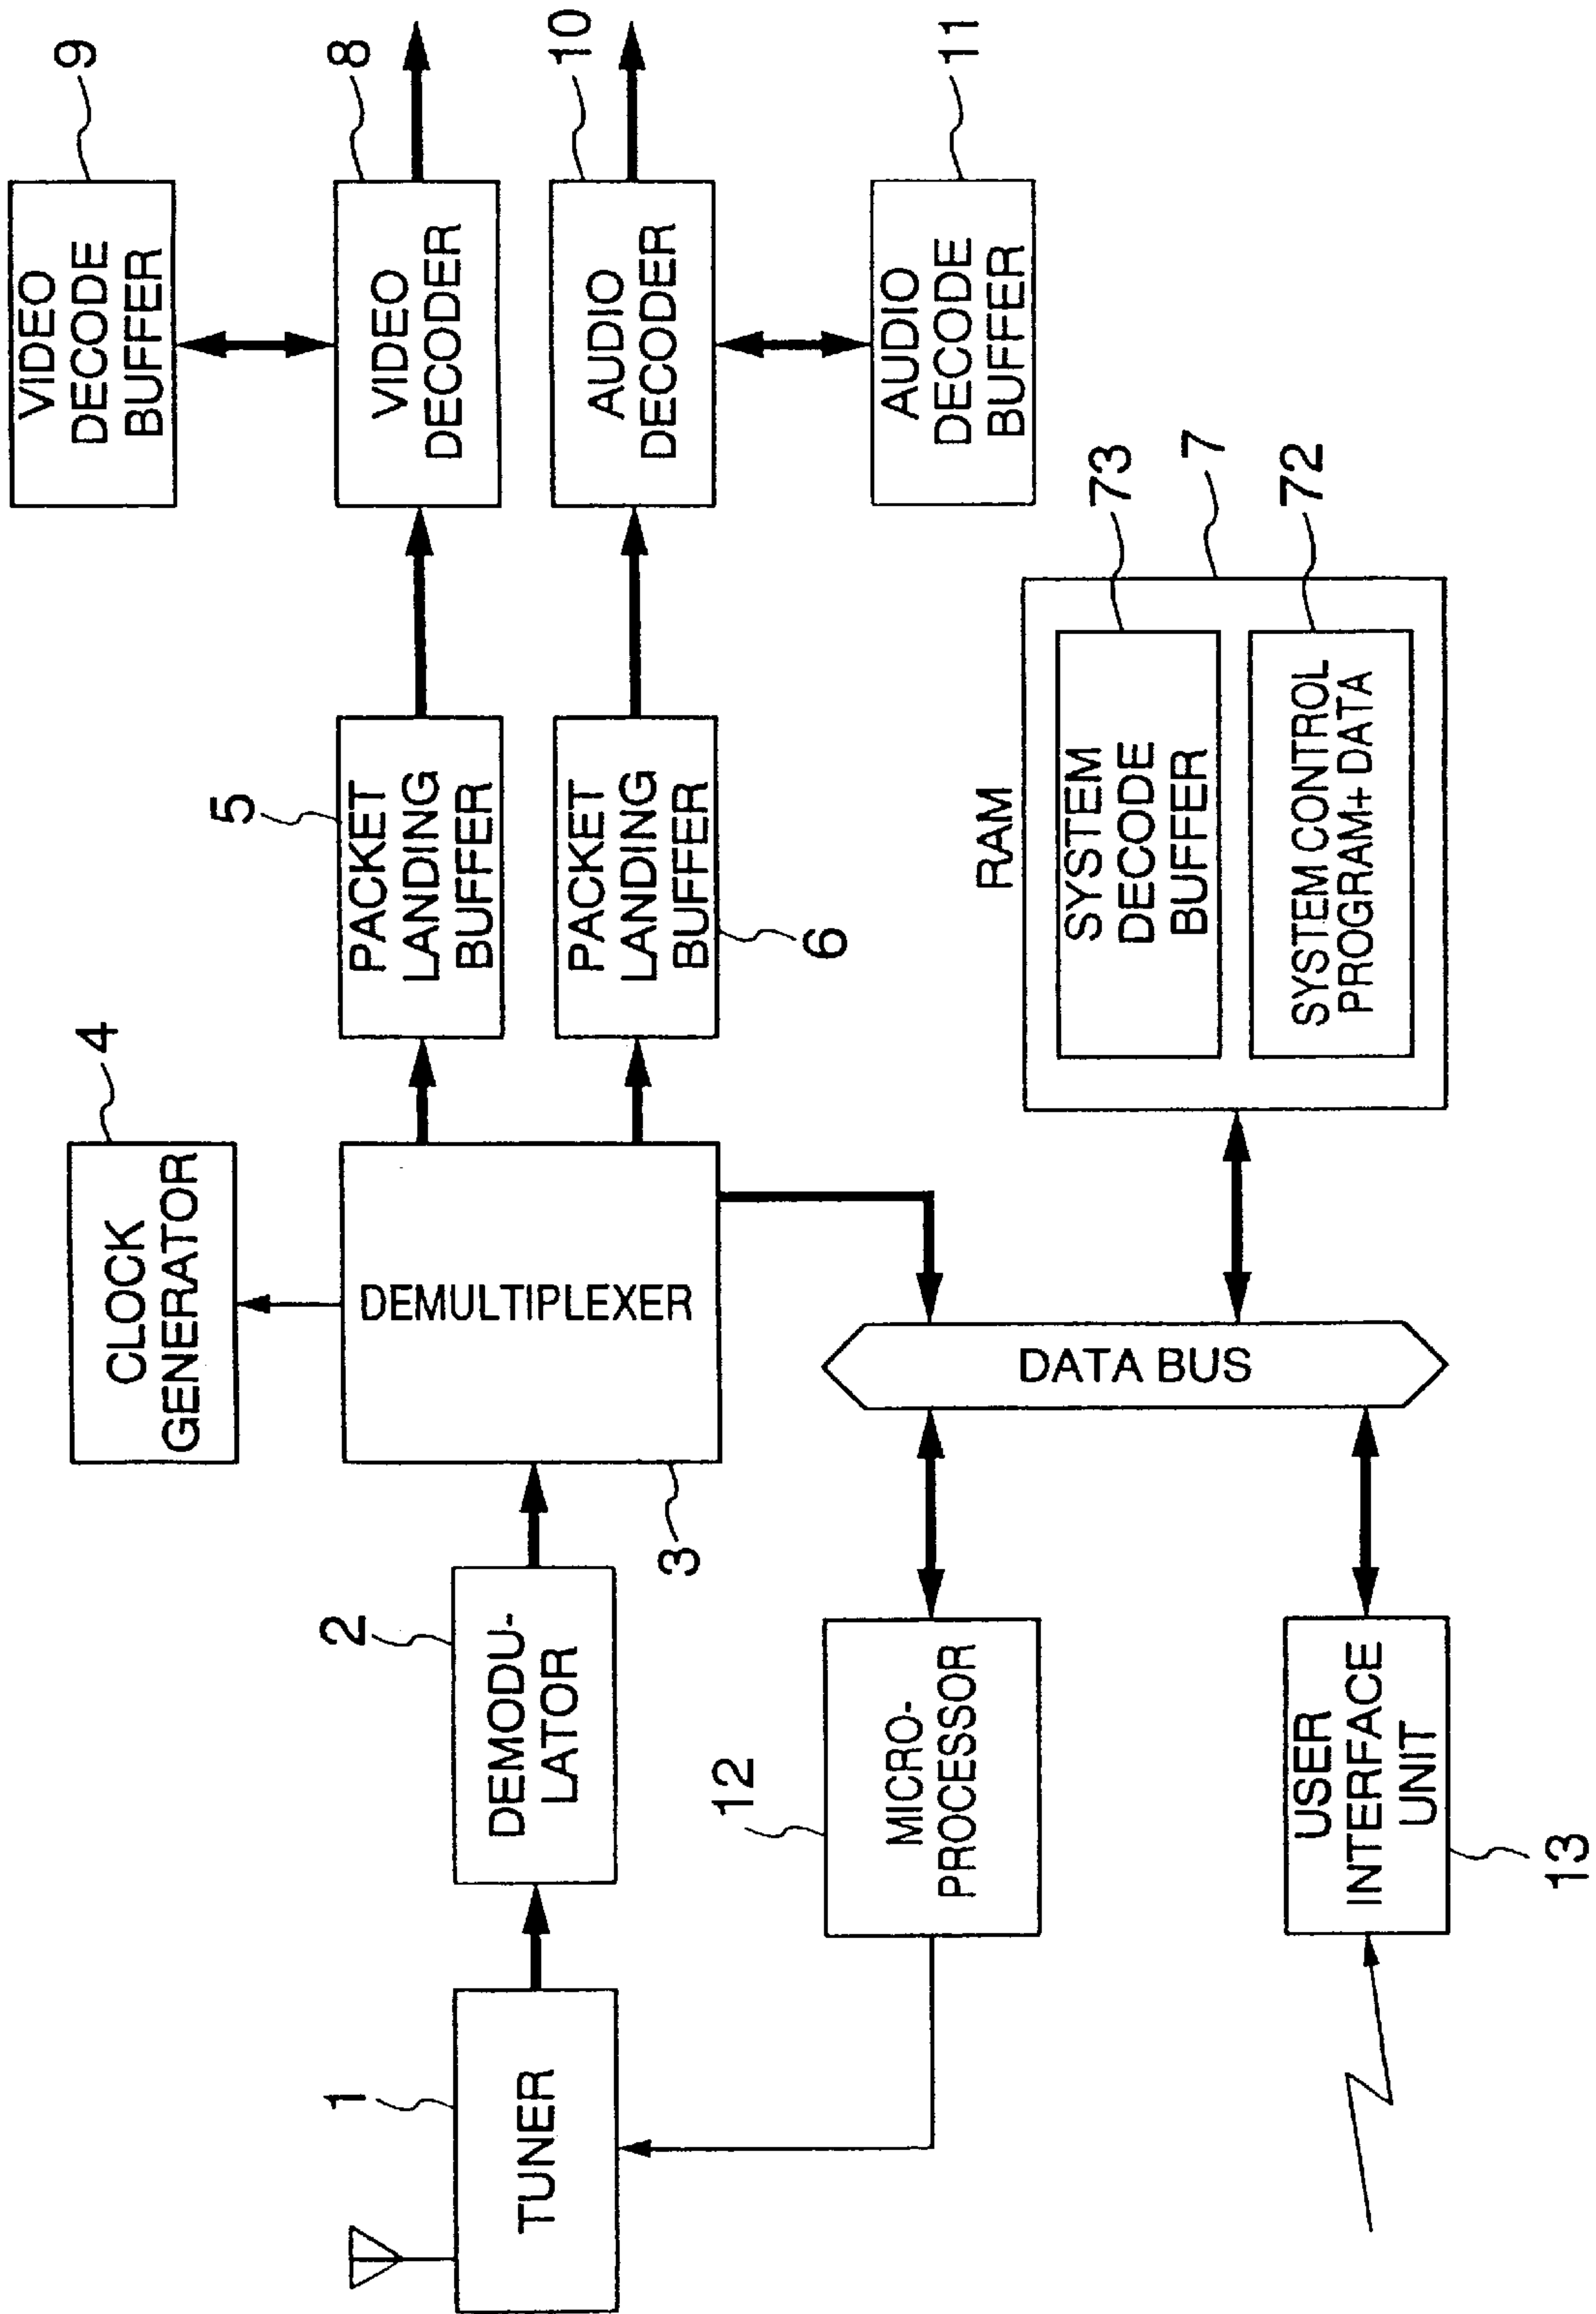 9
VIDEO
DECODE
BUFFER
8
VIDEO
DECODER
10
AUDIO
DECODER
11
AUDIO
DECODE
BUFFER
5
PACKET
LANDING
BUFFER
PACKET
LANDING
BUFFER
6
4
CLOCK
GENERATOR
DEMULTIPLEXER
3
2
DEMODU-
LATOR
1
TUNER
RAM
7
73
SYSTEM
DECODE
BUFFER
72
SYSTEM CONTROL
PROGRAM+ DATA
DATA BUS
12
MICRO-
PROCESSOR
USER
INTERFACE
UNIT
13